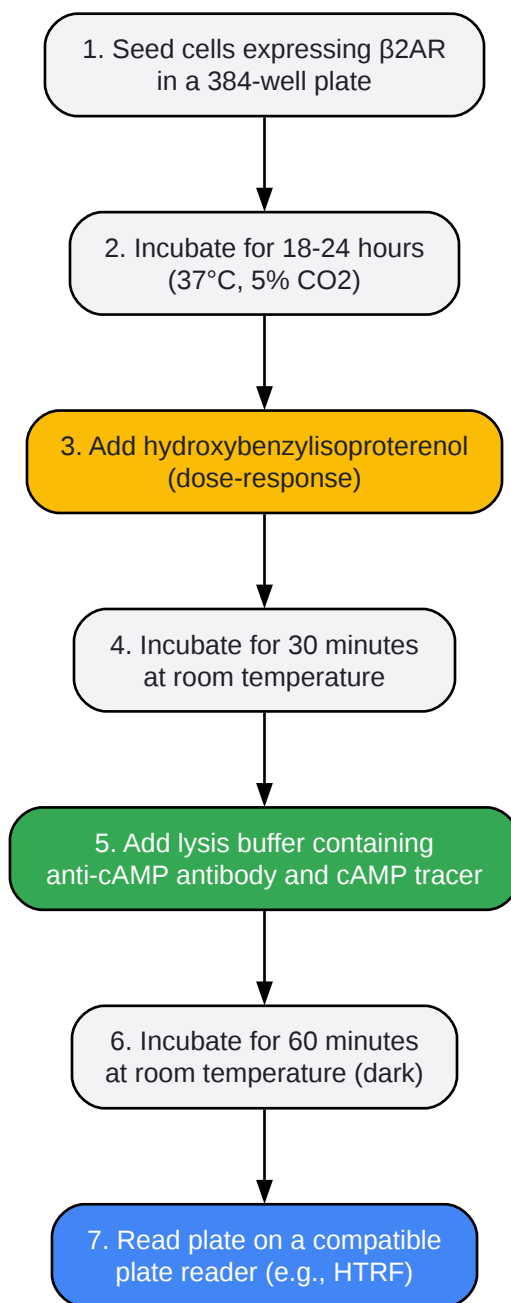 1. Seed cells expressing β2AR
in a 384-well plate
2. Incubate for 18-24 hours
(37°C, 5% CO2)
3. Add hydroxybenzylisoproterenol
(dose-response)
4. Incubate for 30 minutes
at room temperature
5. Add lysis buffer containing
anti-cAMP antibody and cAMP tracer
6. Incubate for 60 minutes
at room temperature (dark)
7. Read plate on a compatible
plate reader (e.g., HTRF)